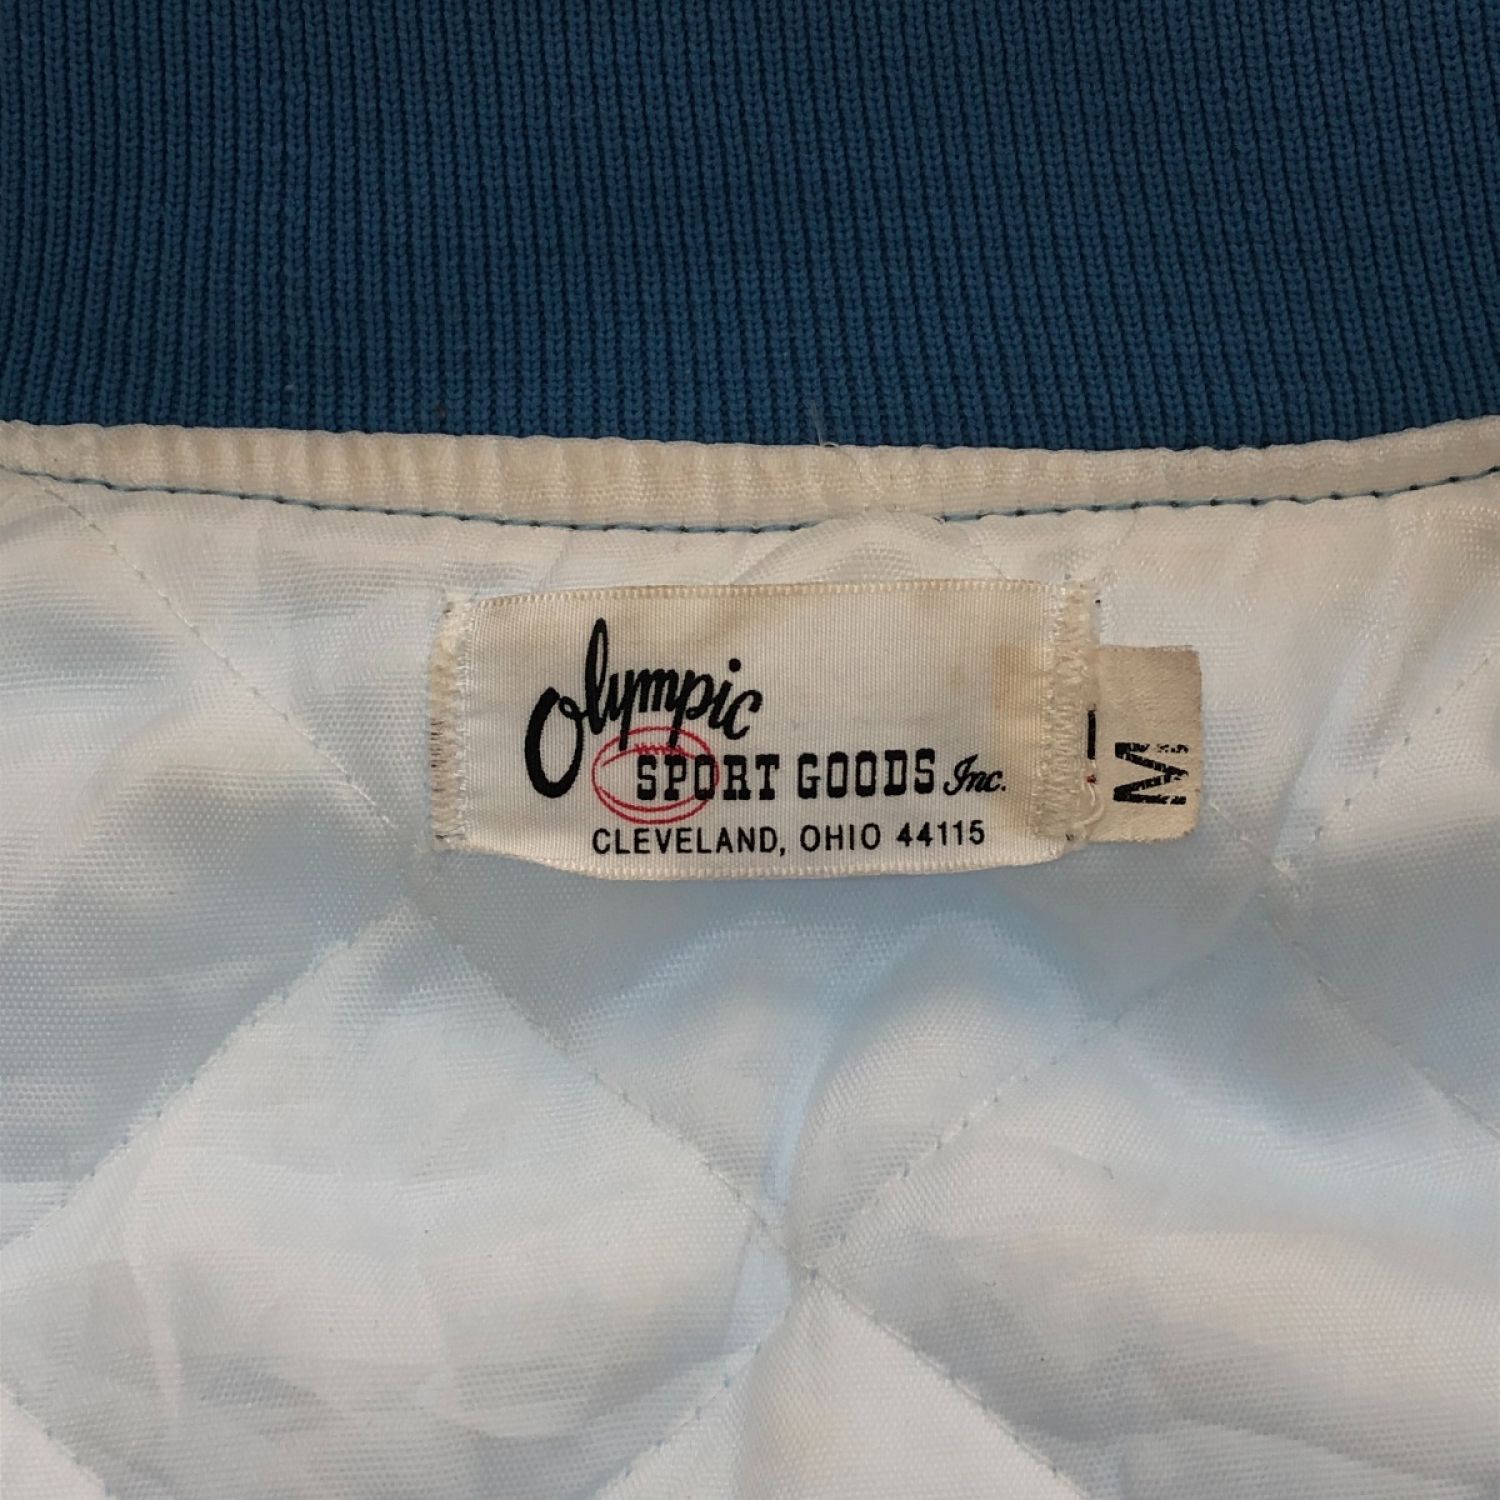 Olympic
SPORT GOODS Inc.
CLEVELAND, OHIO 44115
M